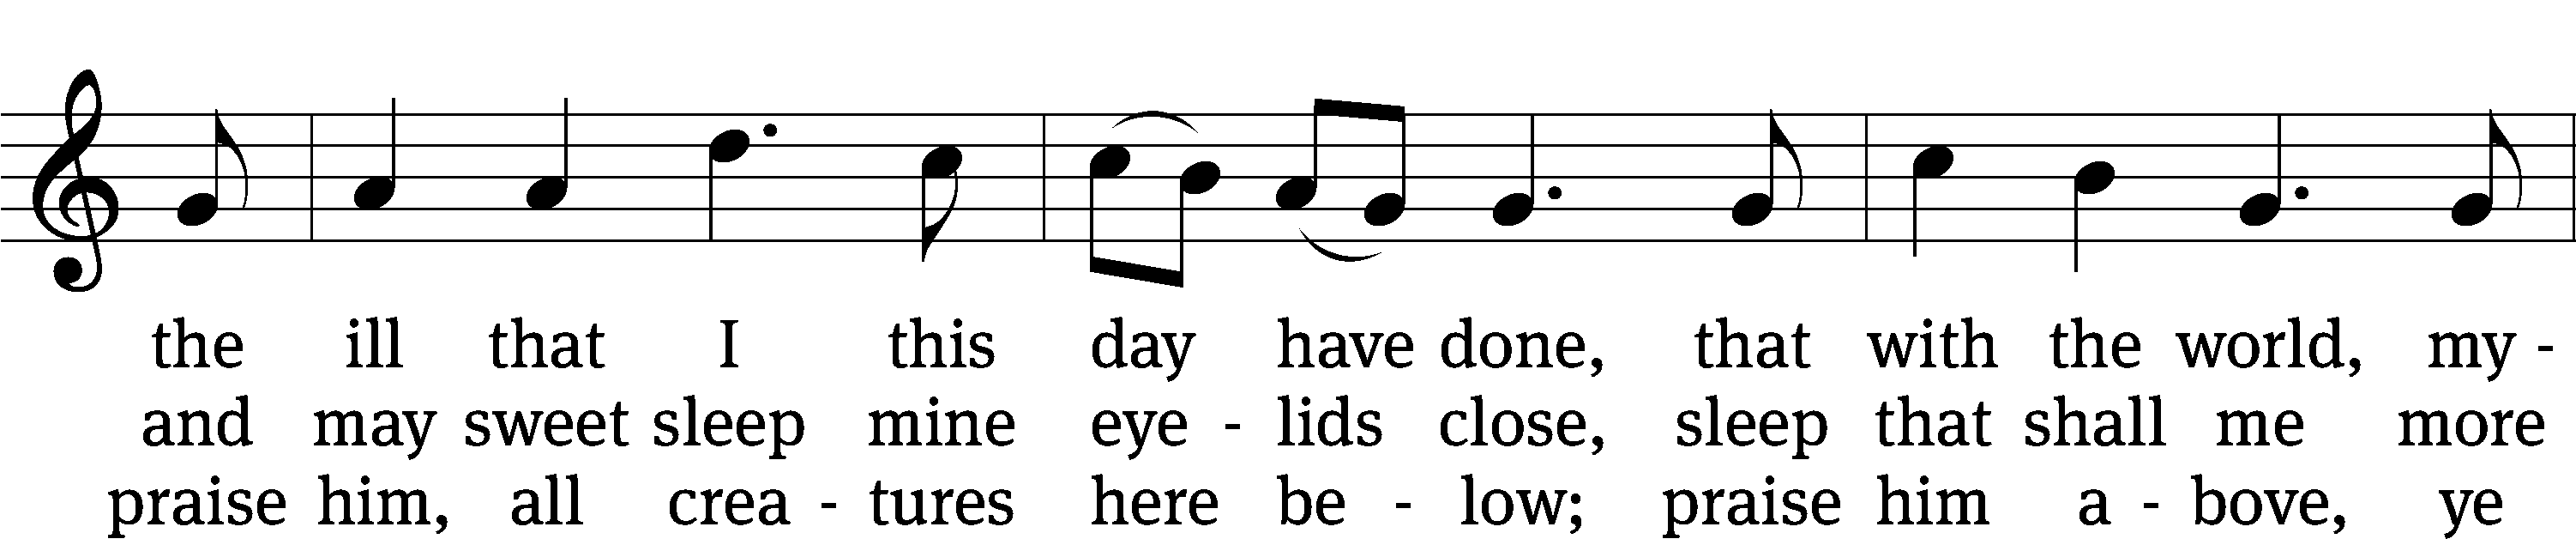 the ill that I this day have done, that with the world, my-
and may sweet sleep mine eye - lids close, sleep that shall me more
praise him, all crea - tures here be - low; praise him a - bove, ye